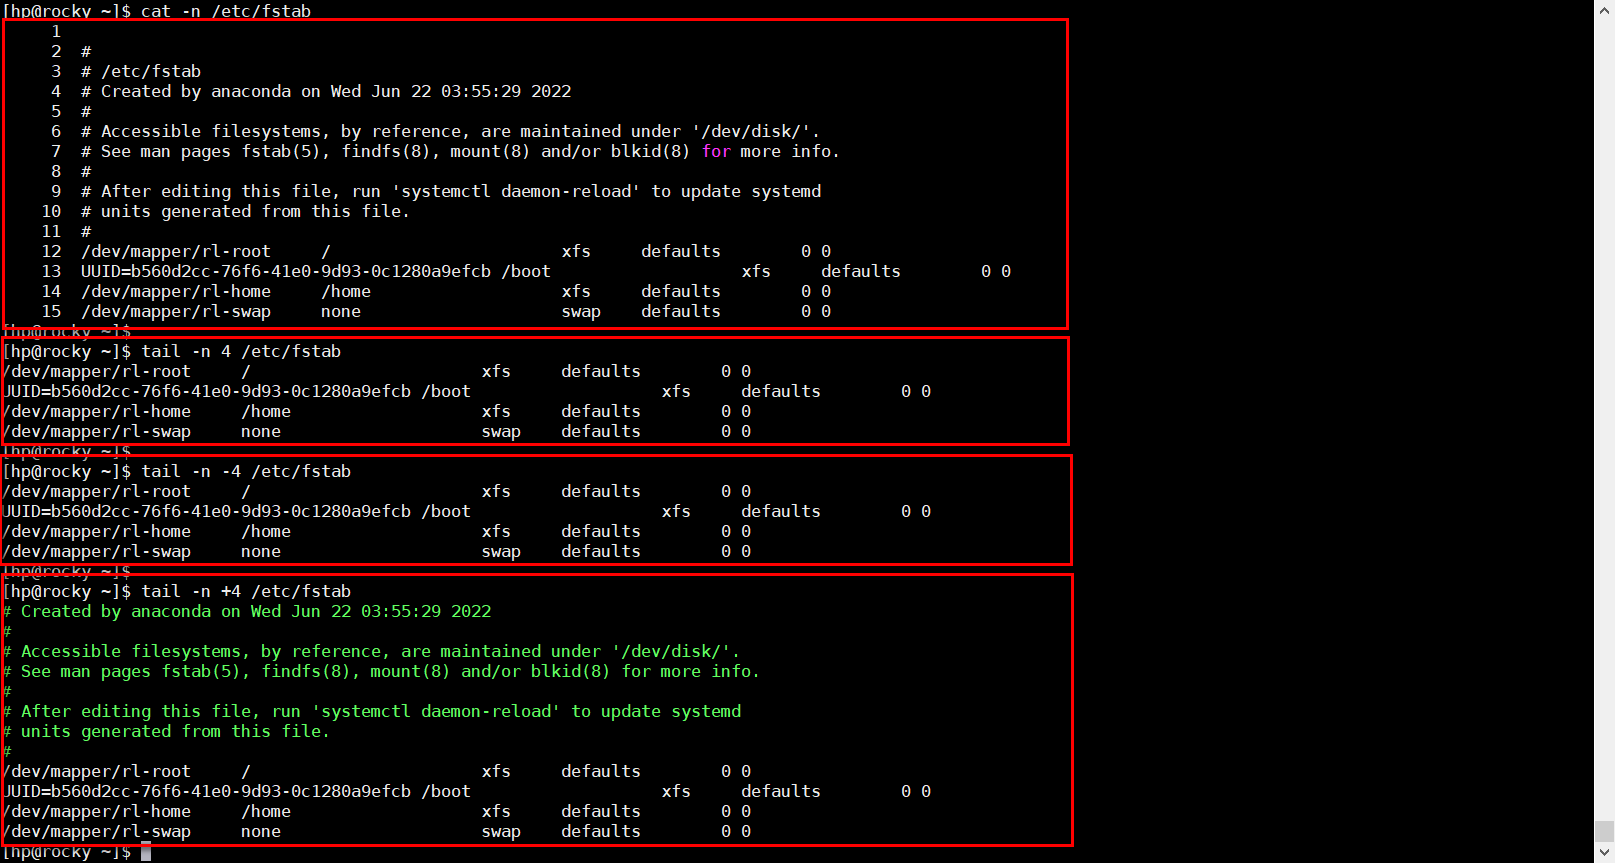 [hp@rocky ~]$ cat -n /etc/fstab
     1
     2  #
     3  # /etc/fstab
     4  # Created by anaconda on Wed Jun 22 03:55:29 2022
     5  #
     6  # Accessible filesystems, by reference, are maintained under '/dev/disk/'.
     7  # See man pages fstab(5), findfs(8), mount(8) and/or blkid(8) for more info.
     8  #
     9  # After editing this file, run 'systemctl daemon-reload' to update systemd
    10  # units generated from this file.
    11  #
    12  /dev/mapper/rl-root     /                       xfs     defaults        0 0
    13  UUID=b560d2cc-76f6-41e0-9d93-0c1280a9efcb /boot                   xfs     defaults        0 0
    14  /dev/mapper/rl-home     /home                   xfs     defaults        0 0
    15  /dev/mapper/rl-swap     none                    swap    defaults        0 0
[hp@rocky ~]$
[hp@rocky ~]$ tail -n 4 /etc/fstab
/dev/mapper/rl-root     /                       xfs     defaults        0 0
UUID=b560d2cc-76f6-41e0-9d93-0c1280a9efcb /boot                   xfs     defaults        0 0
/dev/mapper/rl-home     /home                   xfs     defaults        0 0
/dev/mapper/rl-swap     none                    swap    defaults        0 0
[hp@rocky ~]$
[hp@rocky ~]$ tail -n -4 /etc/fstab
/dev/mapper/rl-root     /                       xfs     defaults        0 0
UUID=b560d2cc-76f6-41e0-9d93-0c1280a9efcb /boot                   xfs     defaults        0 0
/dev/mapper/rl-home     /home                   xfs     defaults        0 0
/dev/mapper/rl-swap     none                    swap    defaults        0 0
[hp@rocky ~]$
[hp@rocky ~]$ tail -n +4 /etc/fstab
# Created by anaconda on Wed Jun 22 03:55:29 2022
#
# Accessible filesystems, by reference, are maintained under '/dev/disk/'.
# See man pages fstab(5), findfs(8), mount(8) and/or blkid(8) for more info.
#
# After editing this file, run 'systemctl daemon-reload' to update systemd
# units generated from this file.
#
/dev/mapper/rl-root     /                       xfs     defaults        0 0
UUID=b560d2cc-76f6-41e0-9d93-0c1280a9efcb /boot                   xfs     defaults        0 0
/dev/mapper/rl-home     /home                   xfs     defaults        0 0
/dev/mapper/rl-swap     none                    swap    defaults        0 0
[hp@rocky ~]$